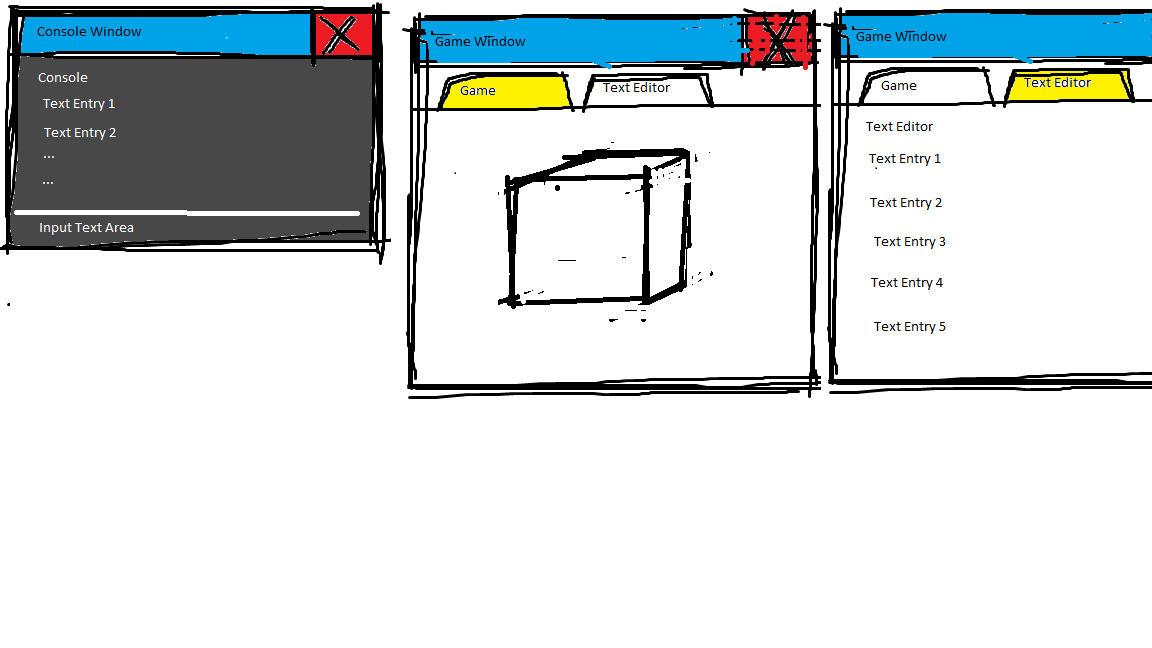 Console Window
Console
Text Entry 1
Text Entry 2
...
...
Input Text Area
Game Window
Game
Text Editor
Game Window
Game
Text Editor
Text Editor
Text Entry 1
Text Entry 2
Text Entry 3
Text Entry 4
Text Entry 5